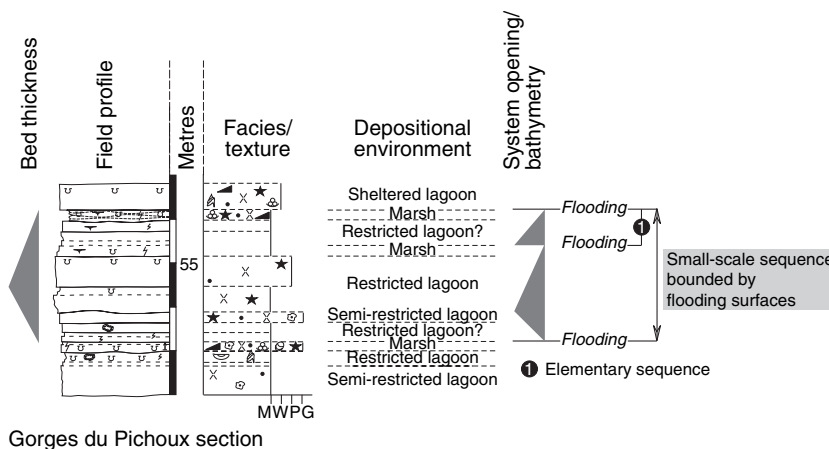 Bed thickness
Field profile
Metres
Facies/
texture
Depositional
environment
System opening/
bathymetry
55
MWPG
Sheltered lagoon
Marsh
Restricted lagoon?
Marsh
Restricted lagoon
Semi-restricted lagoon
Restricted lagoon?
Marsh
Restricted lagoon
Semi-restricted lagoon
Flooding
1
Flooding
Small-scale sequence
bounded by
flooding surfaces
Flooding
1 Elementary sequence
Gorges du Pichoux section